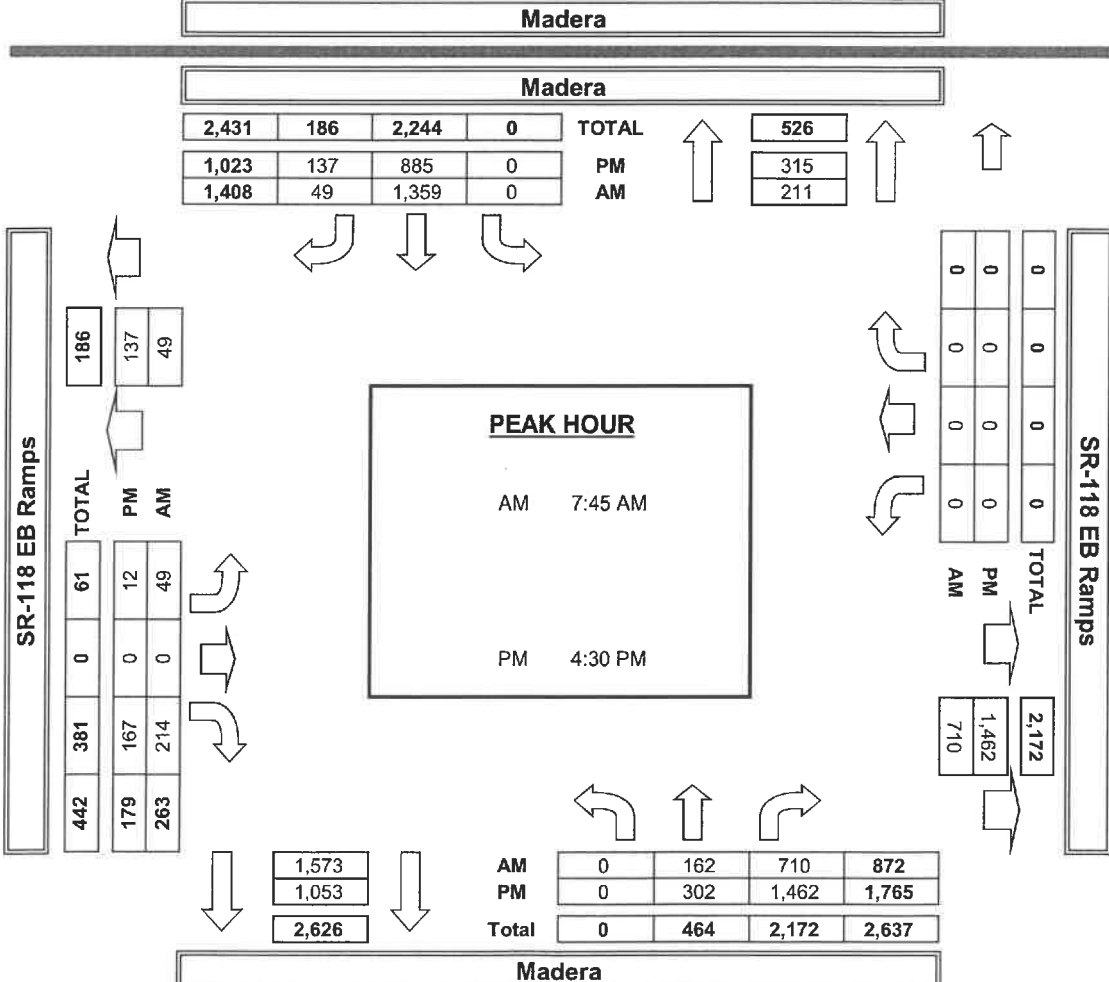 Madera
Madera
2,431 186 2,244 0 TOTAL 526
1,023 137 885 0 PM 315
1,408 49 1,359 0 AM 211
SR-118 EB Ramps
186 137 49
TOTAL PM AM
61 12 49
0 0 0
381 167 214
442 179 263
PEAK HOUR
AM 7:45 AM
PM 4:30 PM
0 0 0
0 0 0
0 0 0
0 0 0
AM PM TOTAL
710 1,462 2,172
SR-118 EB Ramps
1,573 AM 0 162 710 872
1,053 PM 0 302 1,462 1,765
2,626 Total 0 464 2,172 2,637
Madera